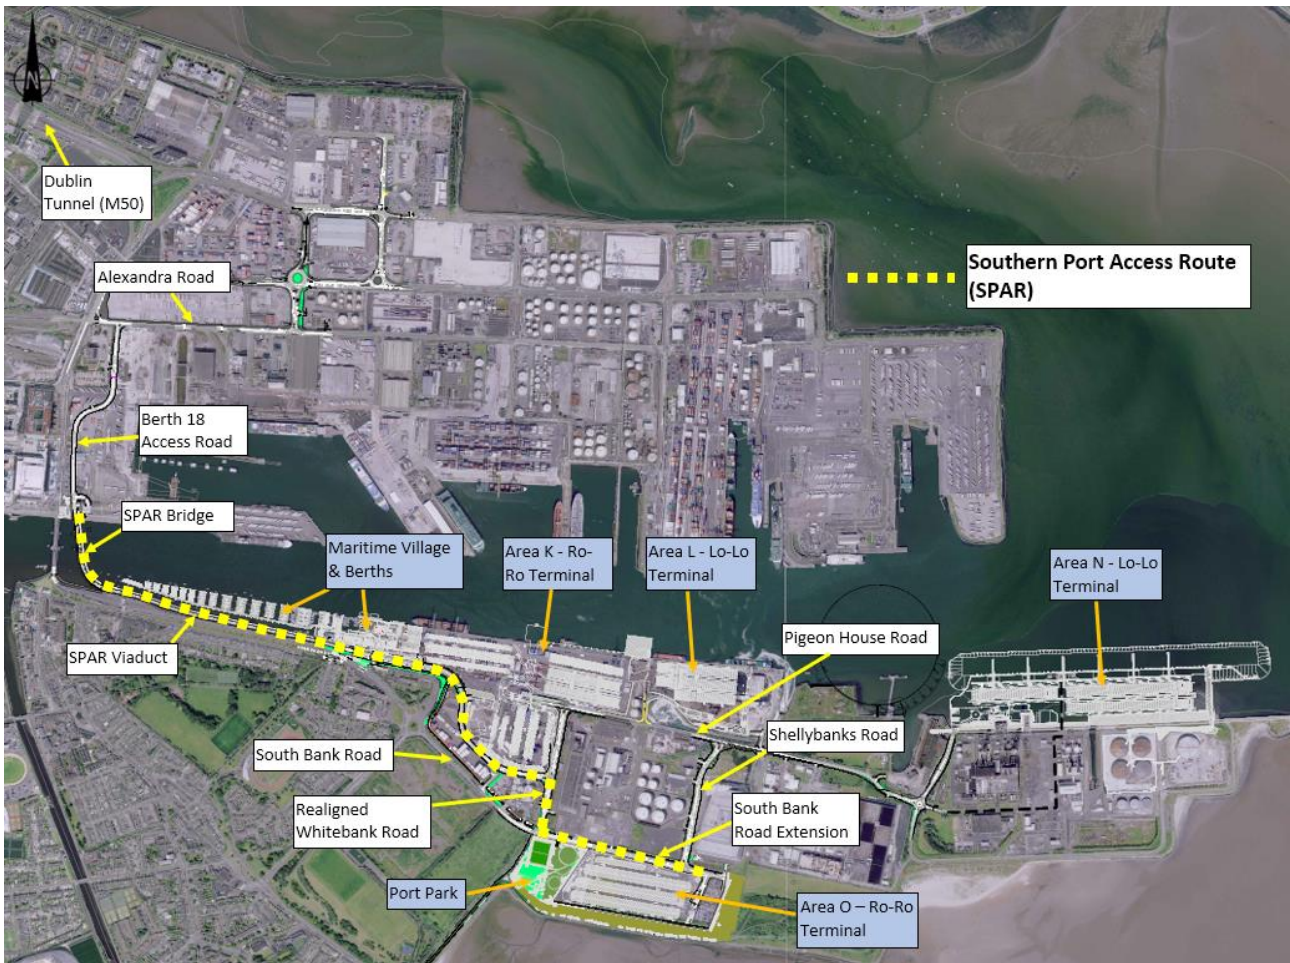 N
Dublin
Tunnel (M50)
Southern Port Access Route
(SPAR)
Alexandra Road
Berth 18
Access Road
SPAR Bridge
Maritime Village
& Berths
Area K - Ro-
Ro Terminal
Area L - Lo-Lo
Terminal
Area N - Lo-Lo
Terminal
Pigeon House Road
SPAR Viaduct
Shellybanks Road
South Bank Road
Realigned
Whitebank Road
South Bank
Road Extension
Port Park
Area O – Ro-Ro
Terminal